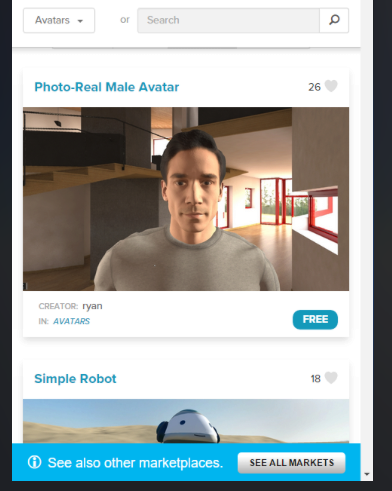 Avatars or Search
Photo-Real Male Avatar 26
CREATOR: ryan
IN: AVATARS
FREE
Simple Robot 18
See also other marketplaces. SEE ALL MARKETS